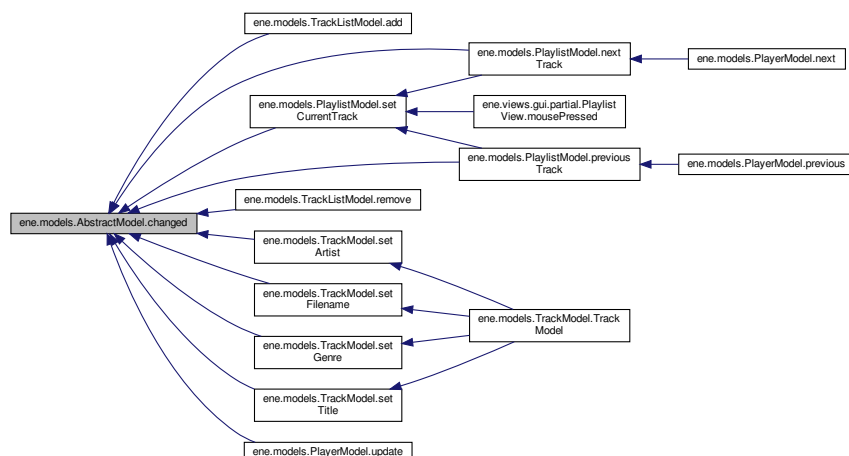 ene.models.TrackListModel.add
ene.models.PlaylistModel.next
Track
ene.models.PlayerModel.next
ene.models.PlaylistModel.set
CurrentTrack
ene.views.gui.partial.Playlist
View.mousePressed
ene.models.PlaylistModel.previous
Track
ene.models.PlayerModel.previous
ene.models.TrackListModel.remove
ene.models.AbstractModel.changed
ene.models.TrackModel.set
Artist
ene.models.TrackModel.set
Filename
ene.models.TrackModel.Track
Model
ene.models.TrackModel.set
Genre
ene.models.TrackModel.set
Title
ene.models.PlayerModel.update